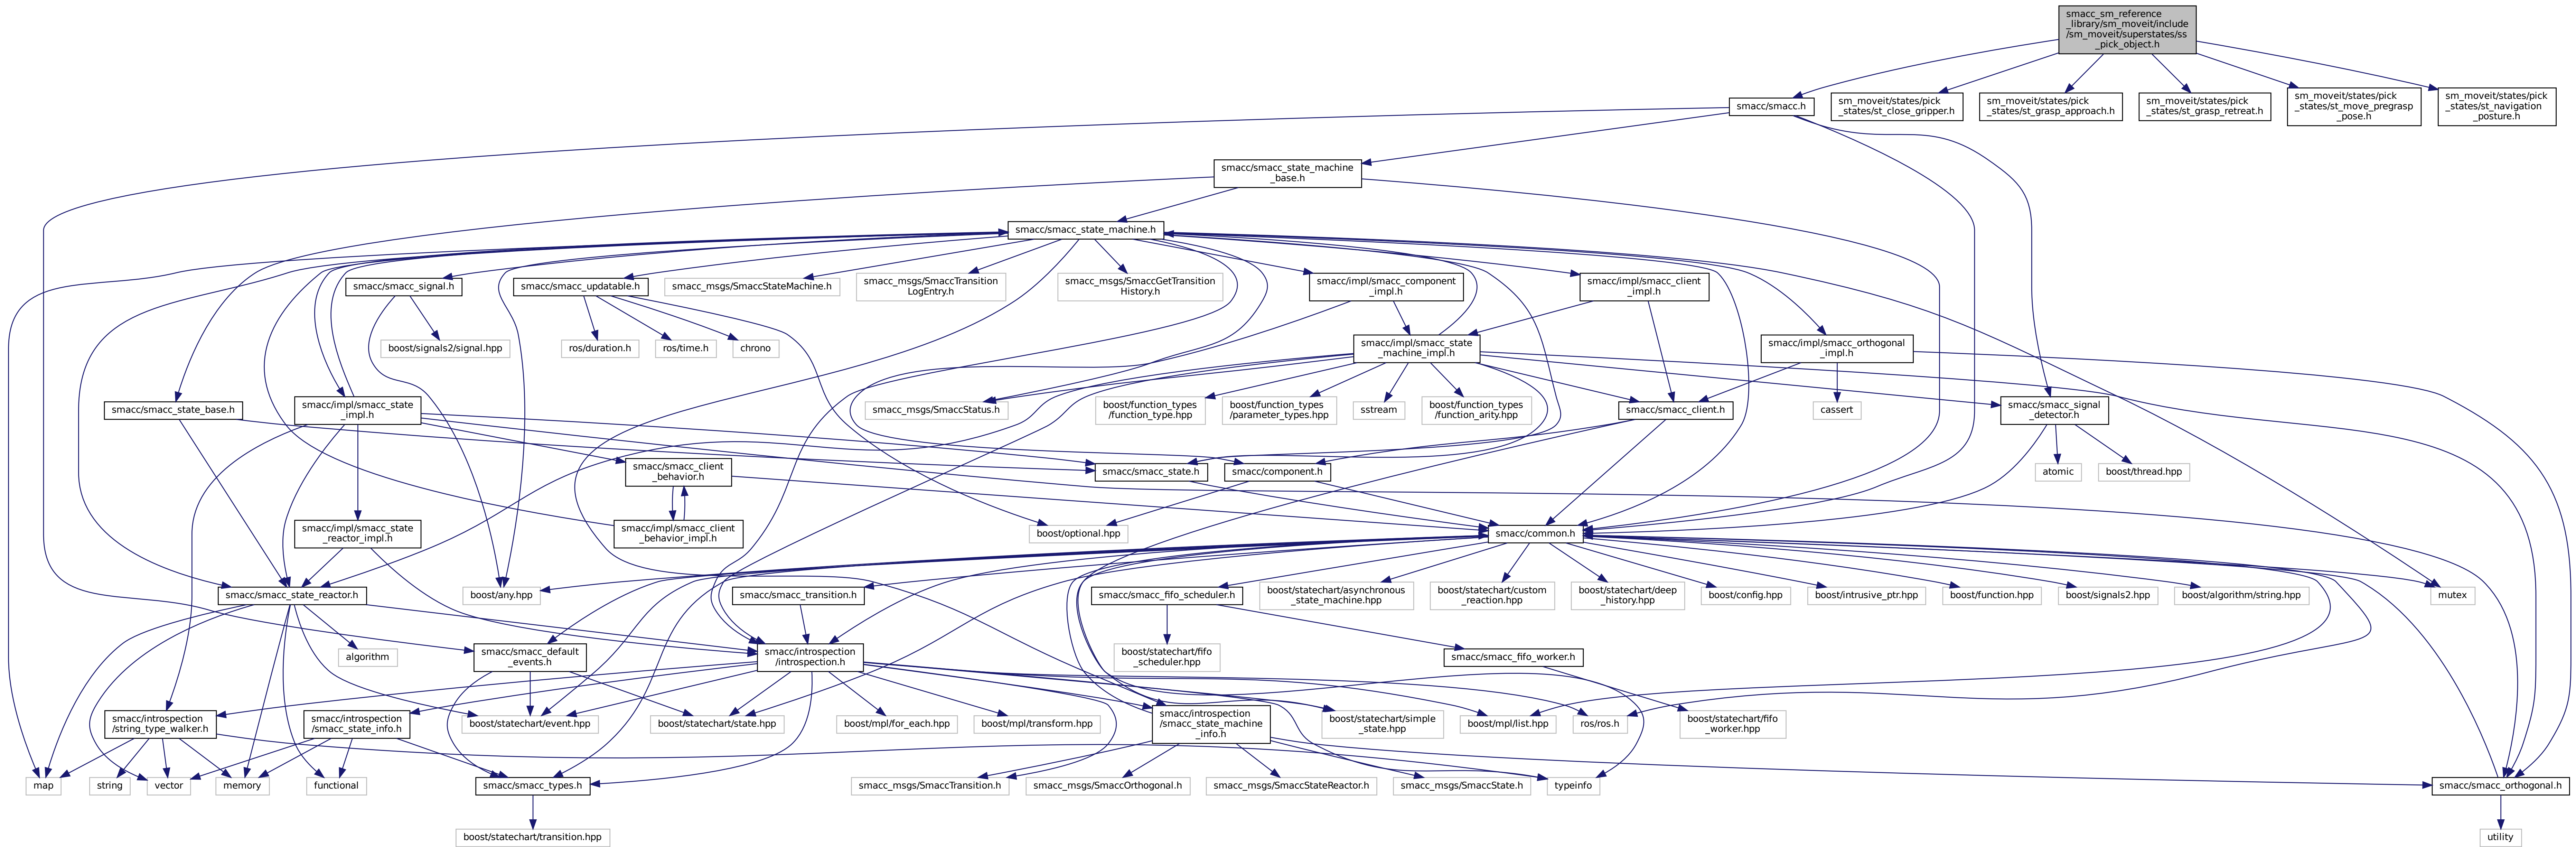 smacc_sm_reference
_library/sm_moveit/include
/sm_moveit/superstates/ss
_pick_object.h
smacc/smacc.h
sm_moveit/states/pick
_states/st_close_gripper.h
sm_moveit/states/pick
_states/st_grasp_approach.h
sm_moveit/states/pick
_states/st_grasp_retreat.h
sm_moveit/states/pick
_states/st_move_pregrasp
_pose.h
sm_moveit/states/pick
_states/st_navigation
_posture.h
smacc/smacc_state_machine
_base.h
smacc/smacc_state_machine.h
smacc/smacc_signal.h
smacc/smacc_updatable.h
smacc_msgs/SmaccStateMachine.h
smacc_msgs/SmaccTransition
LogEntry.h
smacc_msgs/SmaccGetTransition
History.h
smacc/impl/smacc_component
_impl.h
smacc/impl/smacc_client
_impl.h
boost/signals2/signal.hpp
ros/duration.h
ros/time.h
chrono
smacc/impl/smacc_state
_machine_impl.h
smacc/impl/smacc_orthogonal
_impl.h
smacc/smacc_state_base.h
smacc/impl/smacc_state
_impl.h
smacc_msgs/SmaccStatus.h
boost/function_types
/function_type.hpp
boost/function_types
/parameter_types.hpp
sstream
boost/function_types
/function_arity.hpp
smacc/smacc_client.h
cassert
smacc/smacc_signal
_detector.h
smacc/smacc_client
_behavior.h
smacc/smacc_state.h
smacc/component.h
atomic
boost/thread.hpp
smacc/impl/smacc_state
_reactor_impl.h
smacc/impl/smacc_client
_behavior_impl.h
boost/optional.hpp
smacc/common.h
smacc/smacc_state_reactor.h
boost/any.hpp
smacc/smacc_transition.h
smacc/smacc_fifo_scheduler.h
boost/statechart/asynchronous
_state_machine.hpp
boost/statechart/custom
_reaction.hpp
boost/statechart/deep
_history.hpp
boost/config.hpp
boost/intrusive_ptr.hpp
boost/function.hpp
boost/signals2.hpp
boost/algorithm/string.hpp
mutex
algorithm
smacc/smacc_default
_events.h
smacc/introspection
/introspection.h
boost/statechart/fifo
_scheduler.hpp
smacc/smacc_fifo_worker.h
smacc/introspection
/string_type_walker.h
smacc/introspection
/smacc_state_info.h
boost/statechart/event.hpp
boost/statechart/state.hpp
boost/mpl/for_each.hpp
boost/mpl/transform.hpp
smacc/introspection
/smacc_state_machine
_info.h
boost/statechart/simple
_state.hpp
boost/mpl/list.hpp
ros/ros.h
boost/statechart/fifo
_worker.hpp
map
string
vector
memory
functional
smacc/smacc_types.h
smacc_msgs/SmaccTransition.h
smacc_msgs/SmaccOrthogonal.h
smacc_msgs/SmaccStateReactor.h
smacc_msgs/SmaccState.h
typeinfo
smacc/smacc_orthogonal.h
boost/statechart/transition.hpp
utility